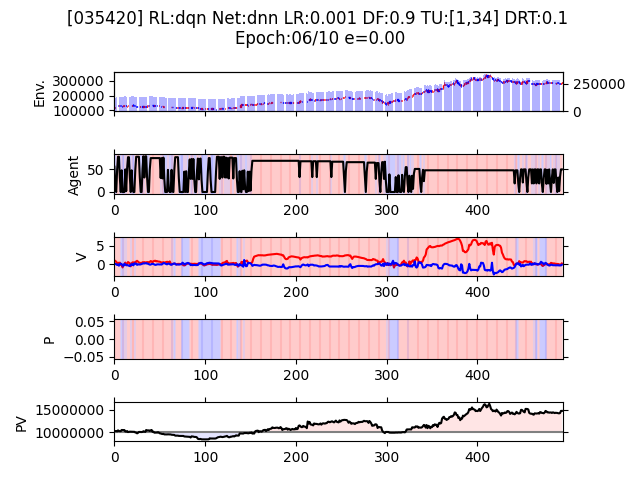 [035420] RL:dqn Net:dnn LR:0.001 DF:0.9 TU:[1,34] DRT:0.1
Epoch:06/10 e=0.00
Env.
300000
200000
100000
250000
0
Agent
50
0
0 100 200 300 400
V
5
0
0 100 200 300 400
P
0.05
0.00
−0.05
0 100 200 300 400
PV
15000000
10000000
0 100 200 300 400